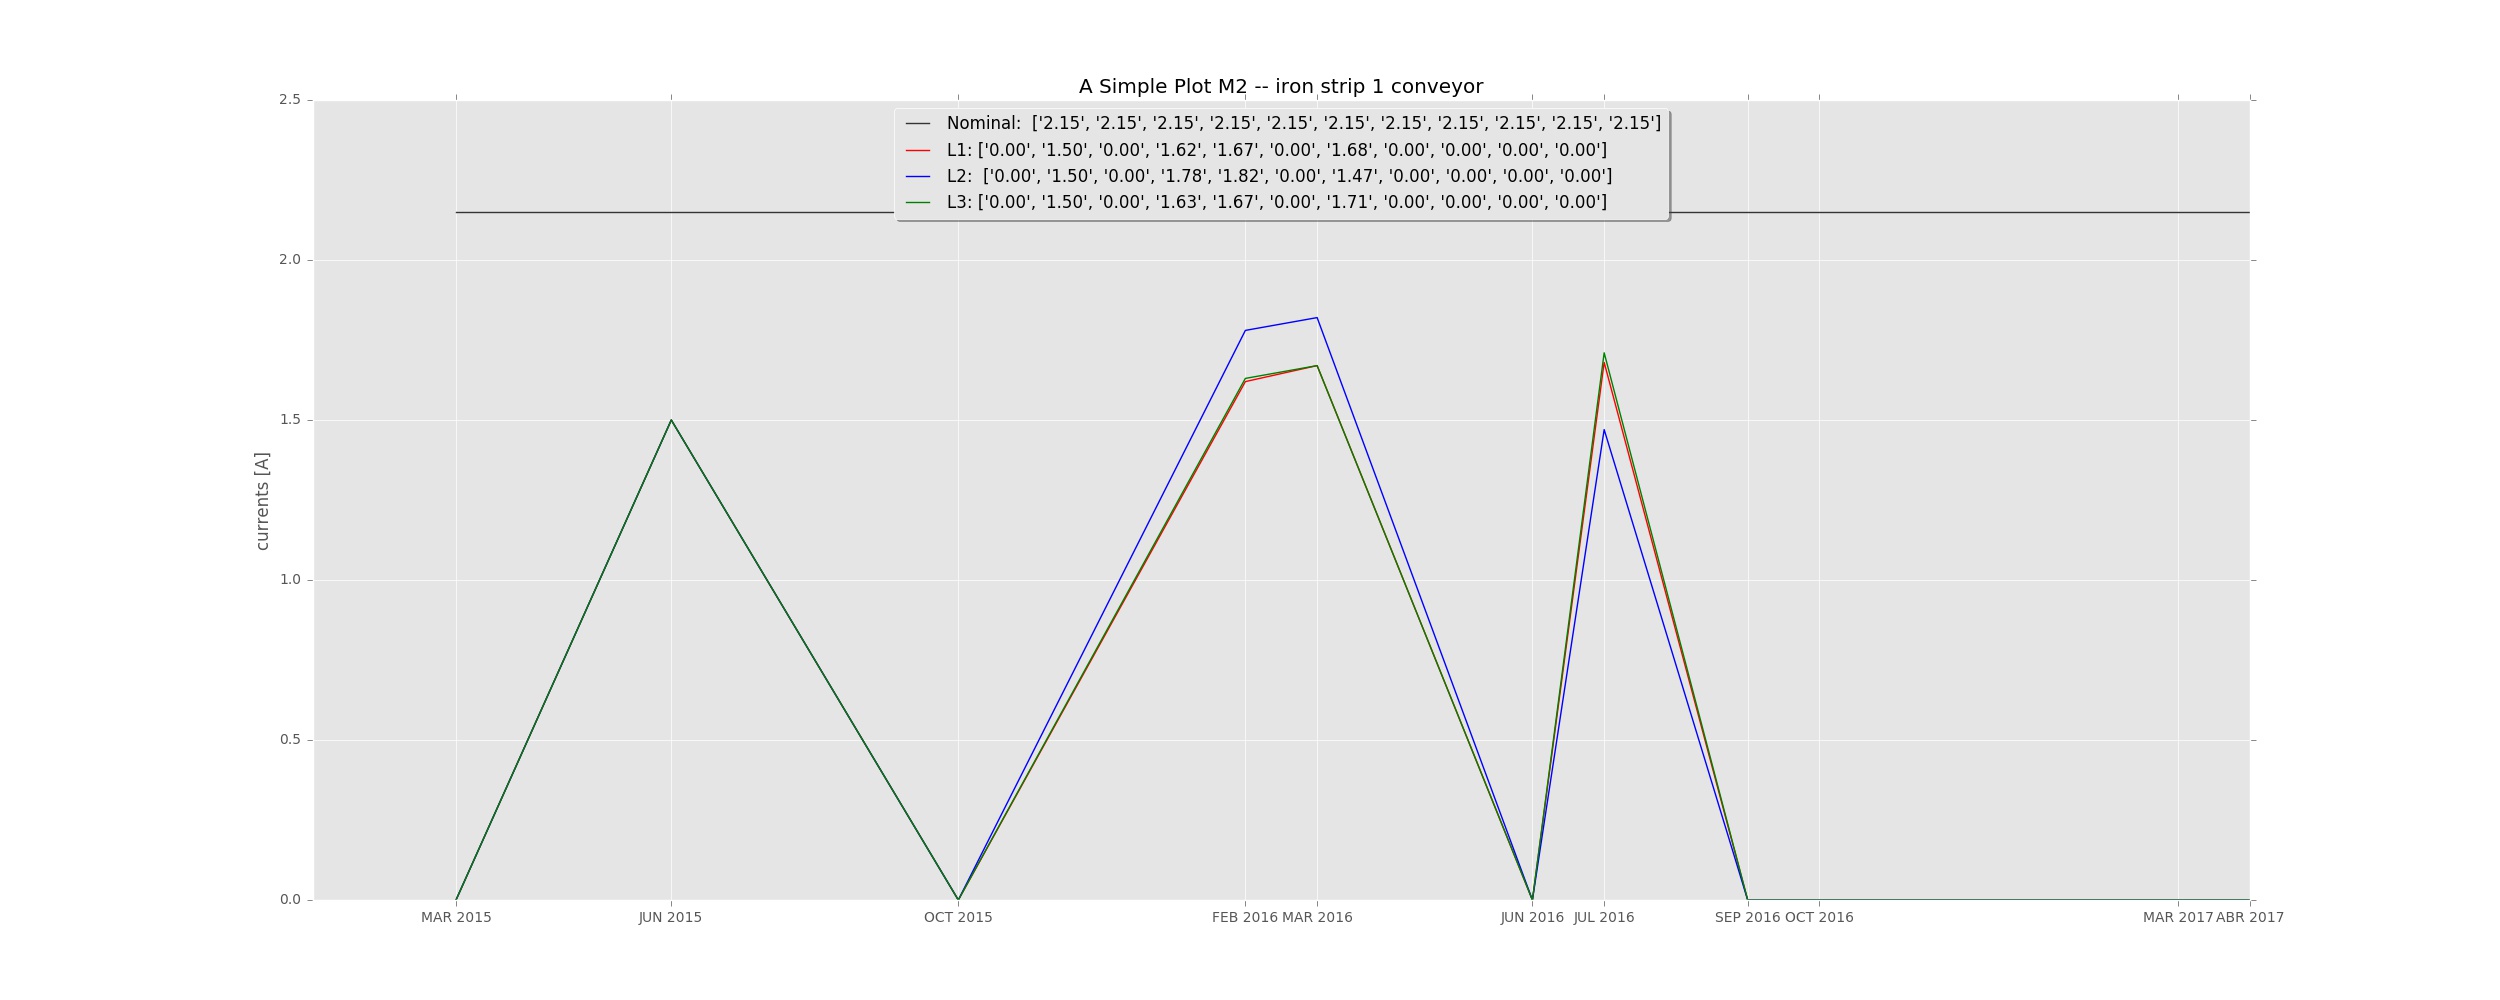 A Simple Plot M2 -- iron strip 1 conveyor
Nominal:  ['2.15', '2.15', '2.15', '2.15', '2.15', '2.15', '2.15', '2.15', '2.15', '2.15', '2.15']
L1: ['0.00', '1.50', '0.00', '1.62', '1.67', '0.00', '1.68', '0.00', '0.00', '0.00', '0.00']
L2:  ['0.00', '1.50', '0.00', '1.78', '1.82', '0.00', '1.47', '0.00', '0.00', '0.00', '0.00']
L3: ['0.00', '1.50', '0.00', '1.63', '1.67', '0.00', '1.71', '0.00', '0.00', '0.00', '0.00']
2.5
2.0
1.5
1.0
0.5
0.0
currents [A]
MAR 2015 JUN 2015 OCT 2015 FEB 2016 MAR 2016 JUN 2016 JUL 2016 SEP 2016 OCT 2016 MAR 2017 ABR 2017